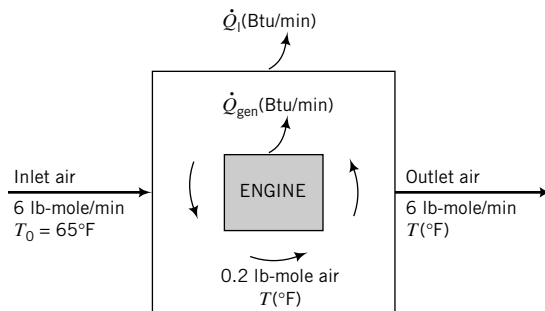 Q̇ₗ(Btu/min)
Q̇gen(Btu/min)
Inlet air
6 lb-mole/min
T₀ = 65°F
ENGINE
0.2 lb-mole air
T(°F)
Outlet air
6 lb-mole/min
T(°F)